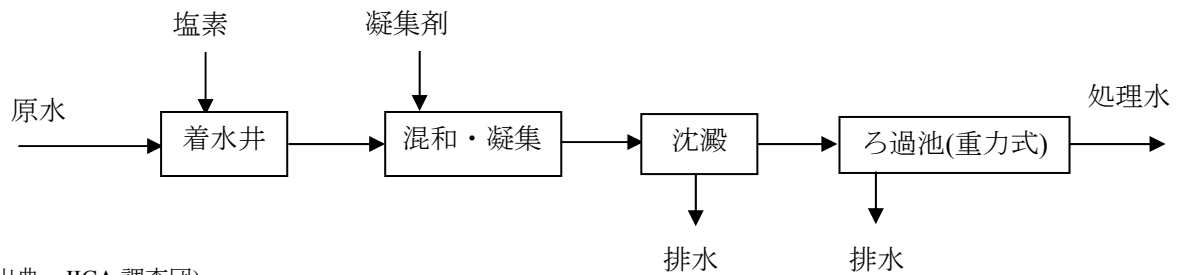 塩素
凝集剤
原水
処理水
着水井
混和・凝集
沈澱
ろ過池(重力式)
排水
排水